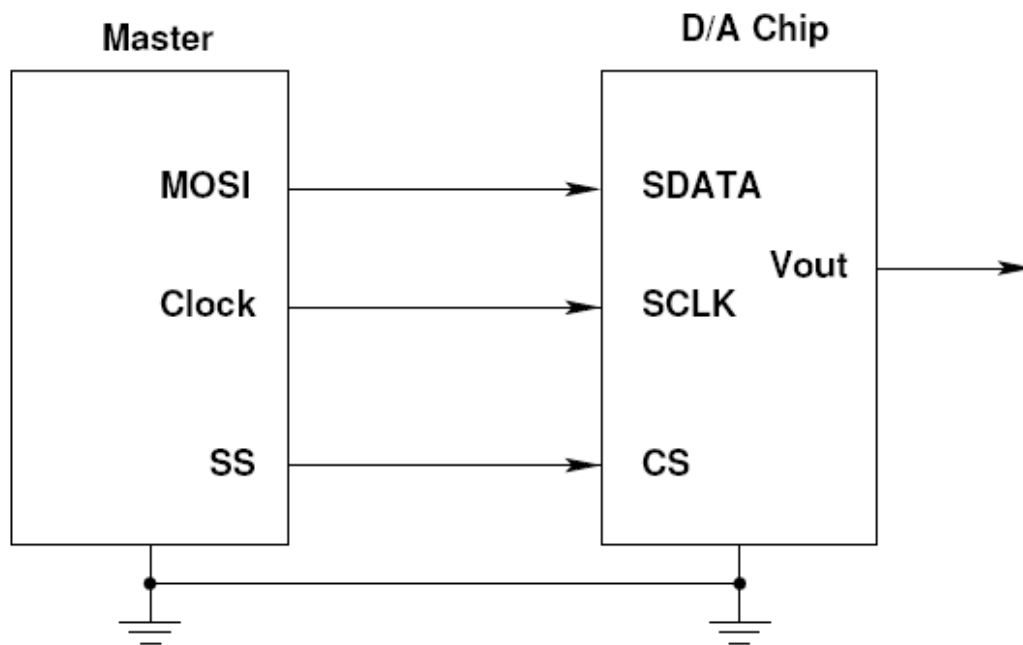 Master
D/A Chip
MOSI
SDATA
Vout
Clock
SCLK
SS
CS